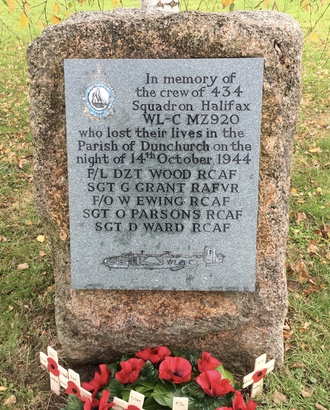 In memory of
the crew of 434
Squadron Halifax
WL-C MZ920
who lost their lives in the
Parish of Dunchurch on the
night of 14th October 1944
F/L DZT WOOD RCAF
SGT G GRANT RAFVR
F/O W EWING RCAF
SGT O PARSONS RCAF
SGT D WARD RCAF